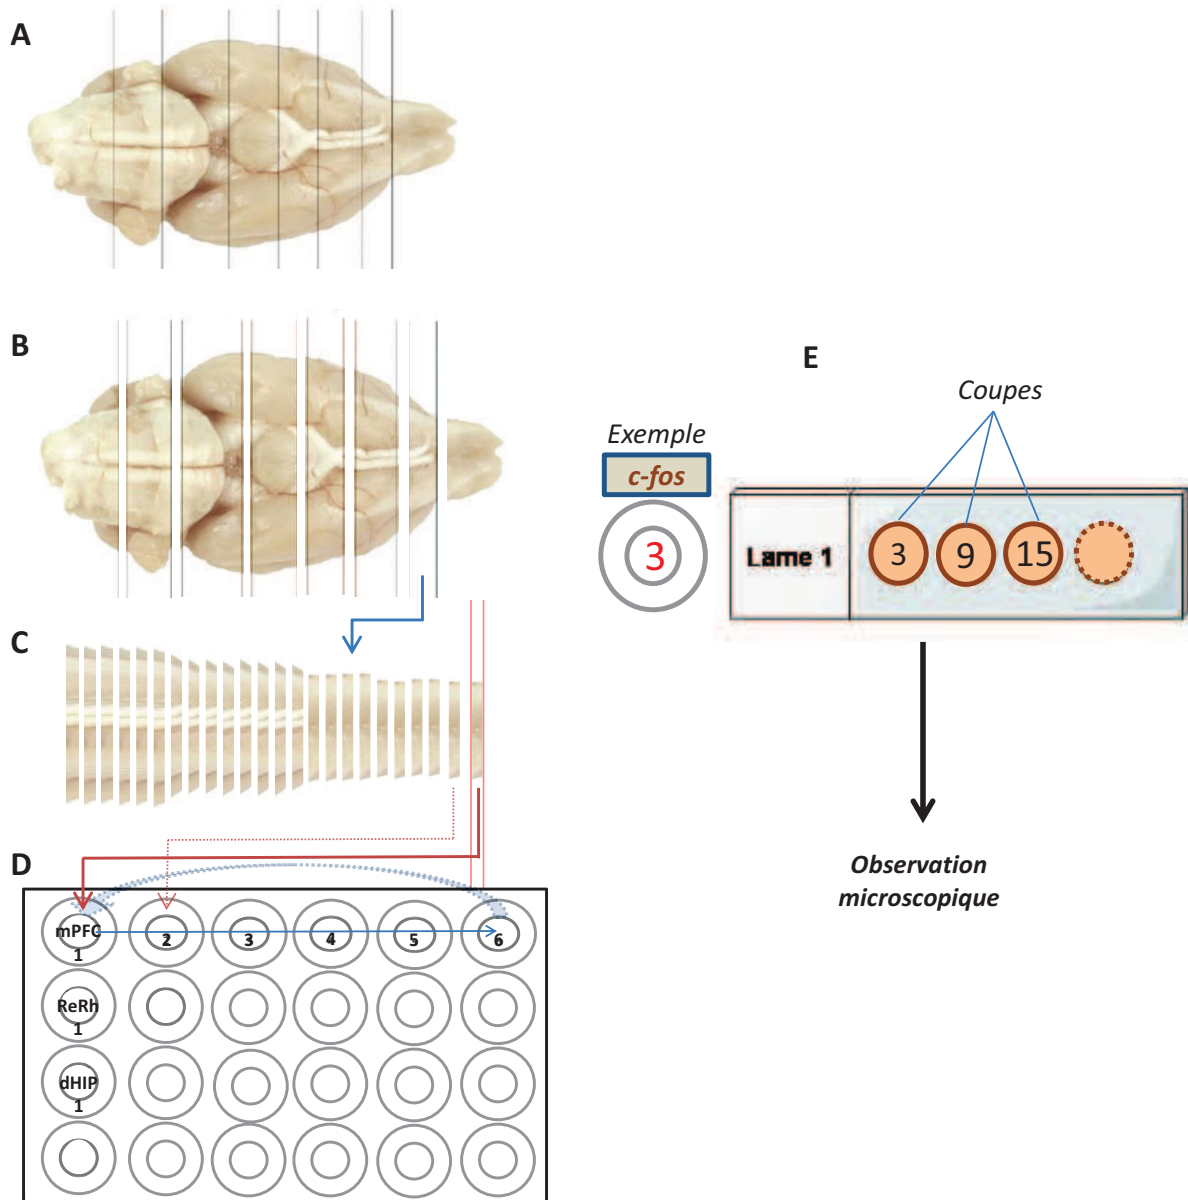 A
B
C
D
mPFC
1
2
3
4
5
6
ReRh
1
dHIP
1
E
Coupes
Exemple
c-fos
3
Lame 1
3
9
15
Observation
microscopique